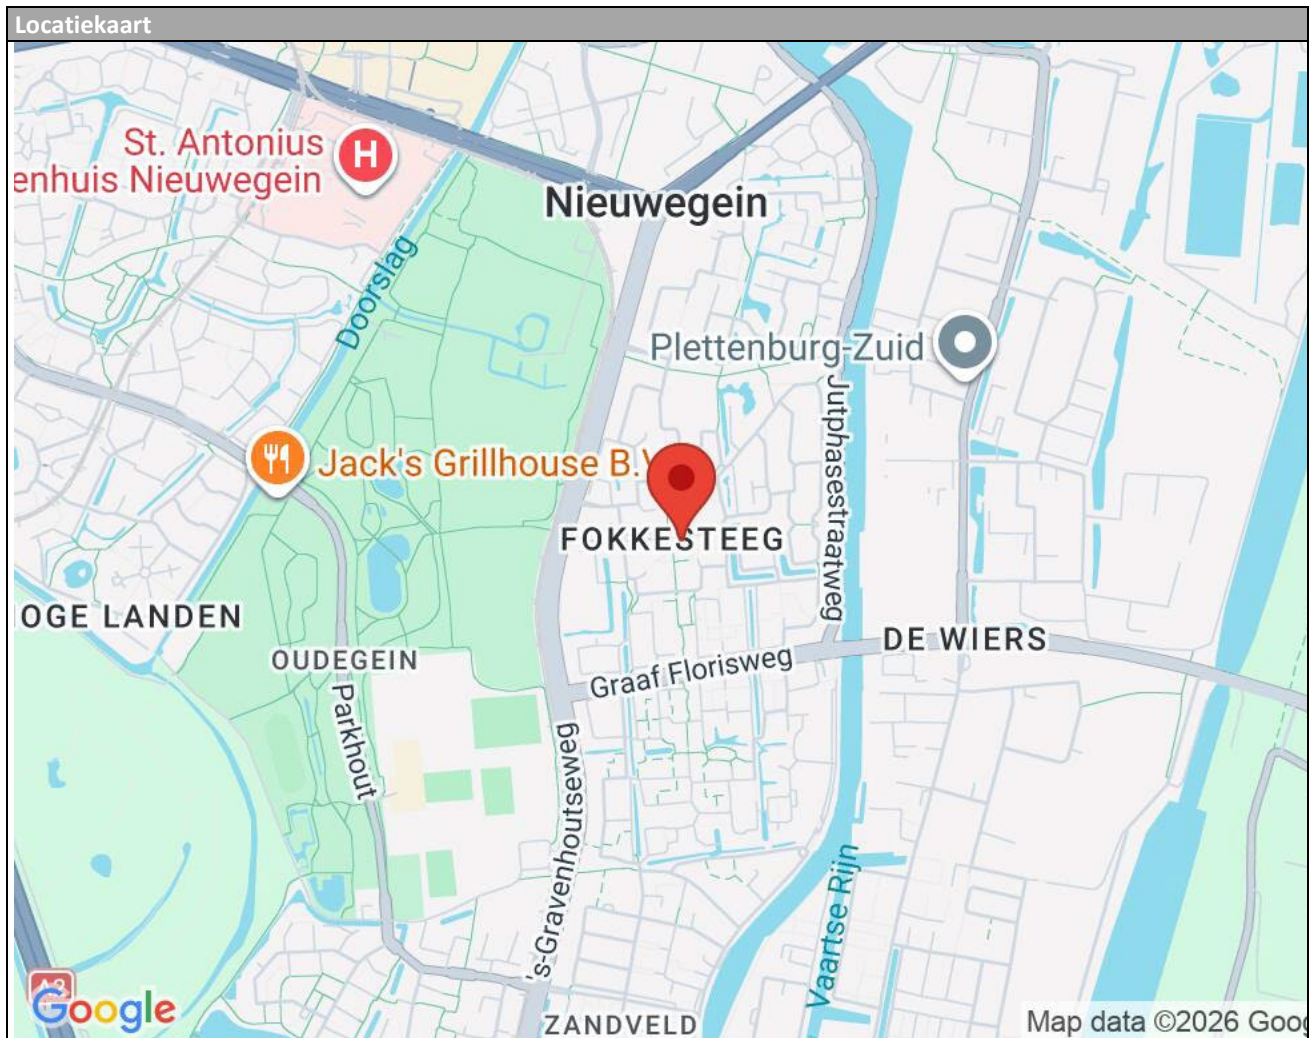 Locatiekaart
St. Antonius
enhuis Nieuwegein
H
Nieuwegein
Doorslag
Plettenburg-Zuid
Jutphasestraatweg
Jack's Grillhouse B.V
FOKKESTEEG
OGE LANDEN
DE WIERS
OUDEGEIN
Graaf Florisweg
Parkhout
's-Gravenhoutseweg
Vaartse Rijn
A2
Google
ZANDVELD
Map data ©2026 Goog